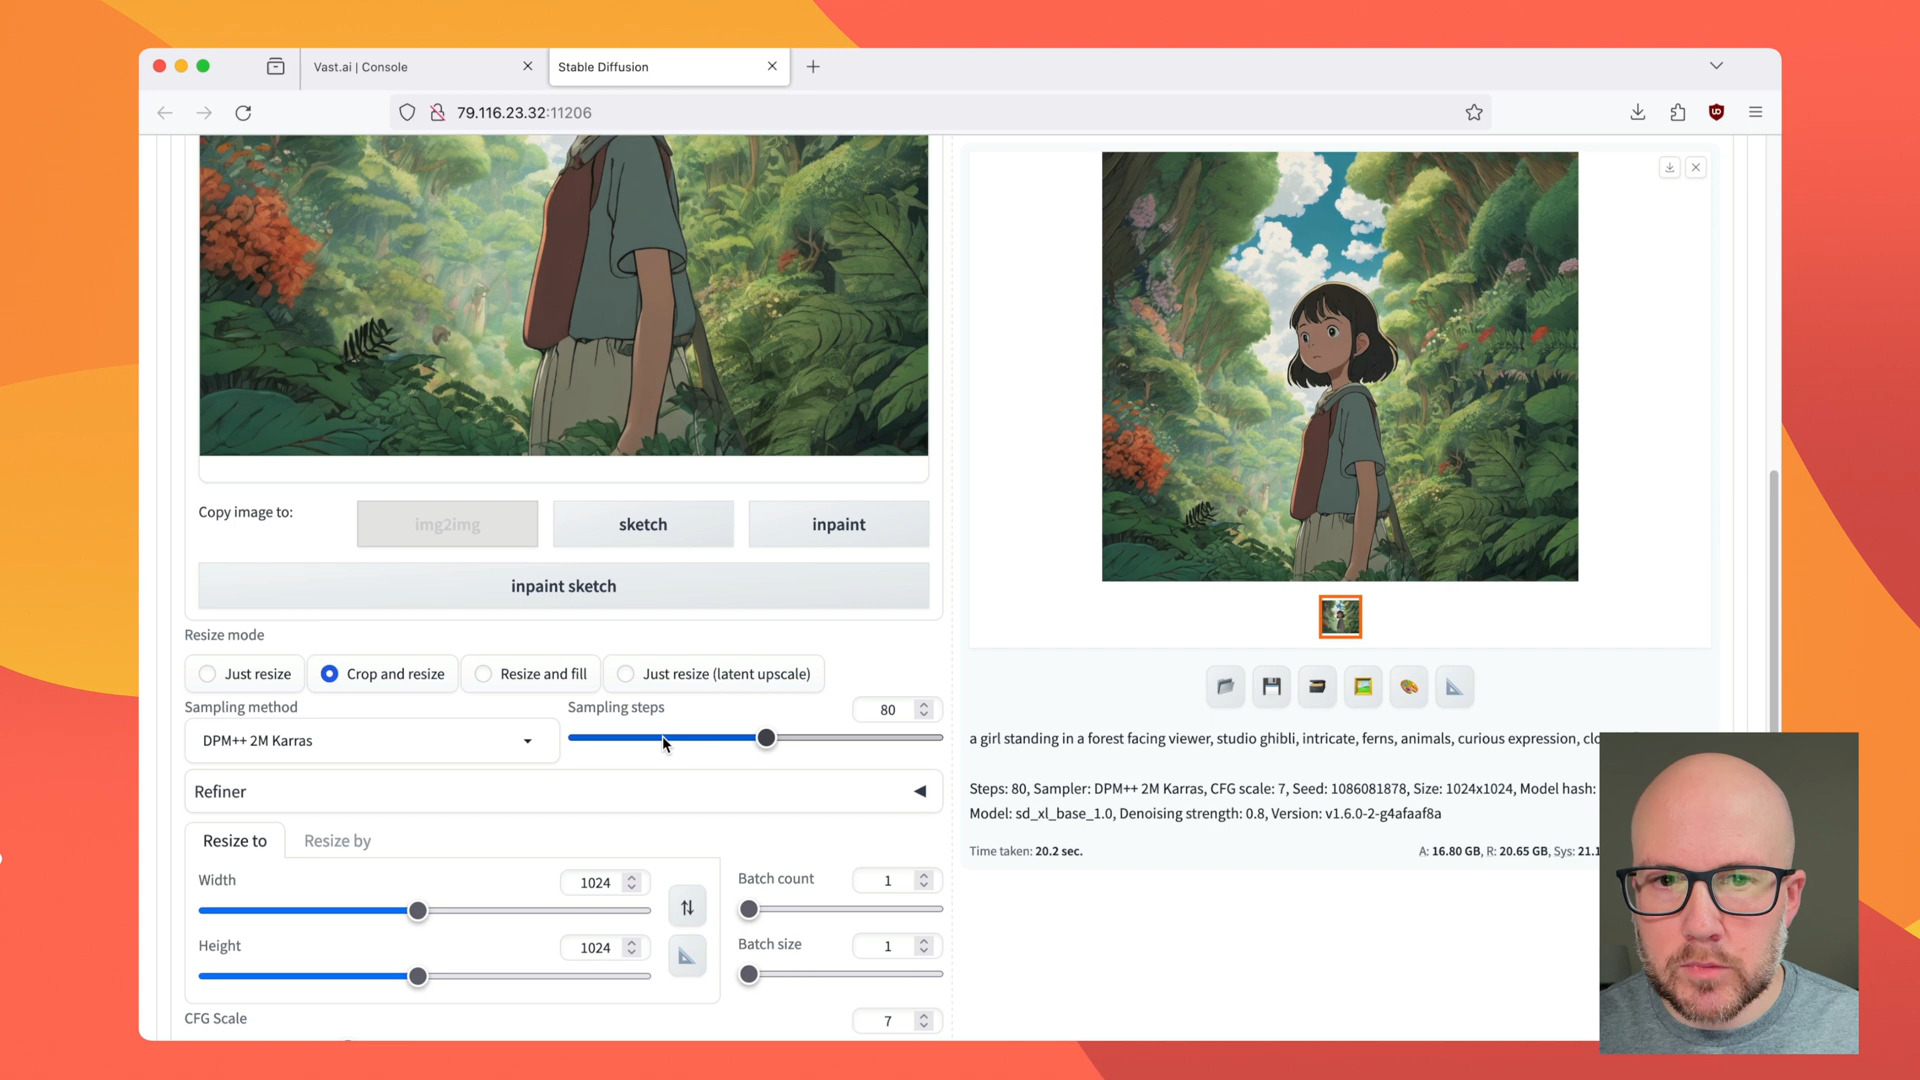 Vast.ai | Console
Stable Diffusion
79.116.23.32:11206
Copy image to:
img2img
sketch
inpaint
inpaint sketch
Resize mode
Just resize
Crop and resize
Resize and fill
Just resize (latent upscale)
Sampling method
Sampling steps
80
DPM++ 2M Karras
Refiner
Resize to
Resize by
Width
1024
Height
1024
Batch count
1
Batch size
1
CFG Scale
7
a girl standing in a forest facing viewer, studio ghibli, intricate, ferns, animals, curious expression, clo
Steps: 80, Sampler: DPM++ 2M Karras, CFG scale: 7, Seed: 1086081878, Size: 1024x1024, Model hash:
Model: sd_xl_base_1.0, Denoising strength: 0.8, Version: v1.6.0-2-g4afaaf8a
Time taken: 20.2 sec.
A: 16.80 GB, R: 20.65 GB, Sys: 21.1